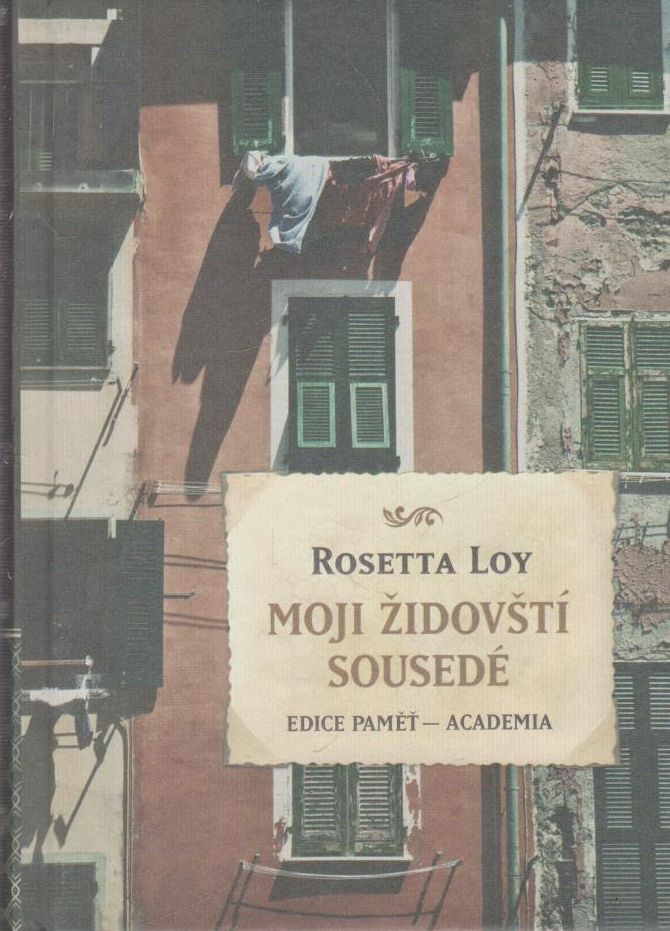 ROSETTA LOY
MOJI ŽIDOVŠTÍ
SOUSEDÉ
EDICE PAMĚŤ — ACADEMIA